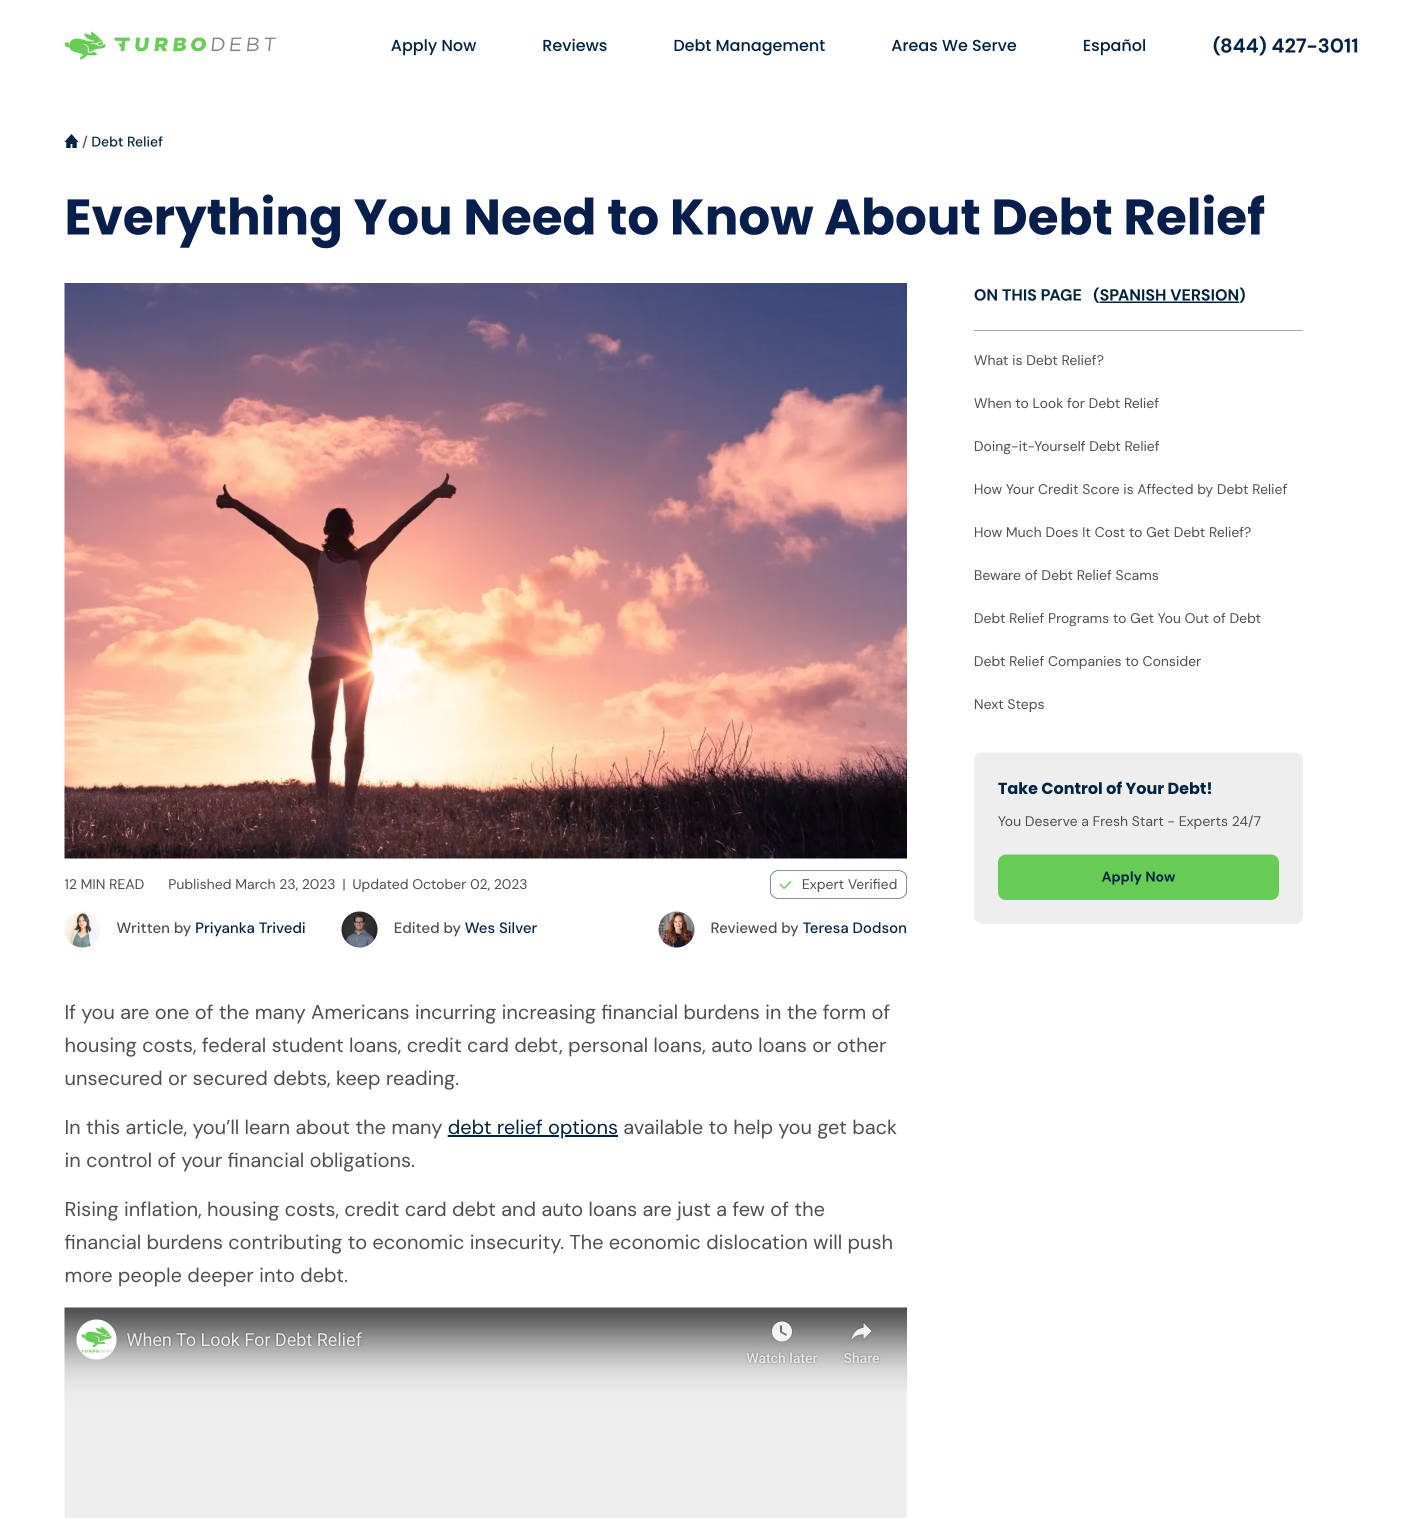 TURBODEBT
Apply Now
Reviews
Debt Management
Areas We Serve
Español
(844) 427-3011
/ Debt Relief
Everything You Need to Know About Debt Relief
ON THIS PAGE (SPANISH VERSION)
What is Debt Relief?
When to Look for Debt Relief
Doing-it-Yourself Debt Relief
How Your Credit Score is Affected by Debt Relief
How Much Does It Cost to Get Debt Relief?
Beware of Debt Relief Scams
Debt Relief Programs to Get You Out of Debt
Debt Relief Companies to Consider
Next Steps
Take Control of Your Debt!
You Deserve a Fresh Start - Experts 24/7
Apply Now
12 MIN READ Published March 23, 2023 | Updated October 02, 2023
Expert Verified
Written by Priyanka Trivedi
Edited by Wes Silver
Reviewed by Teresa Dodson
If you are one of the many Americans incurring increasing financial burdens in the form of
housing costs, federal student loans, credit card debt, personal loans, auto loans or other
unsecured or secured debts, keep reading.
In this article, you’ll learn about the many debt relief options available to help you get back
in control of your financial obligations.
Rising inflation, housing costs, credit card debt and auto loans are just a few of the
financial burdens contributing to economic insecurity. The economic dislocation will push
more people deeper into debt.
TURBODEBT
When To Look For Debt Relief
Watch later
Share